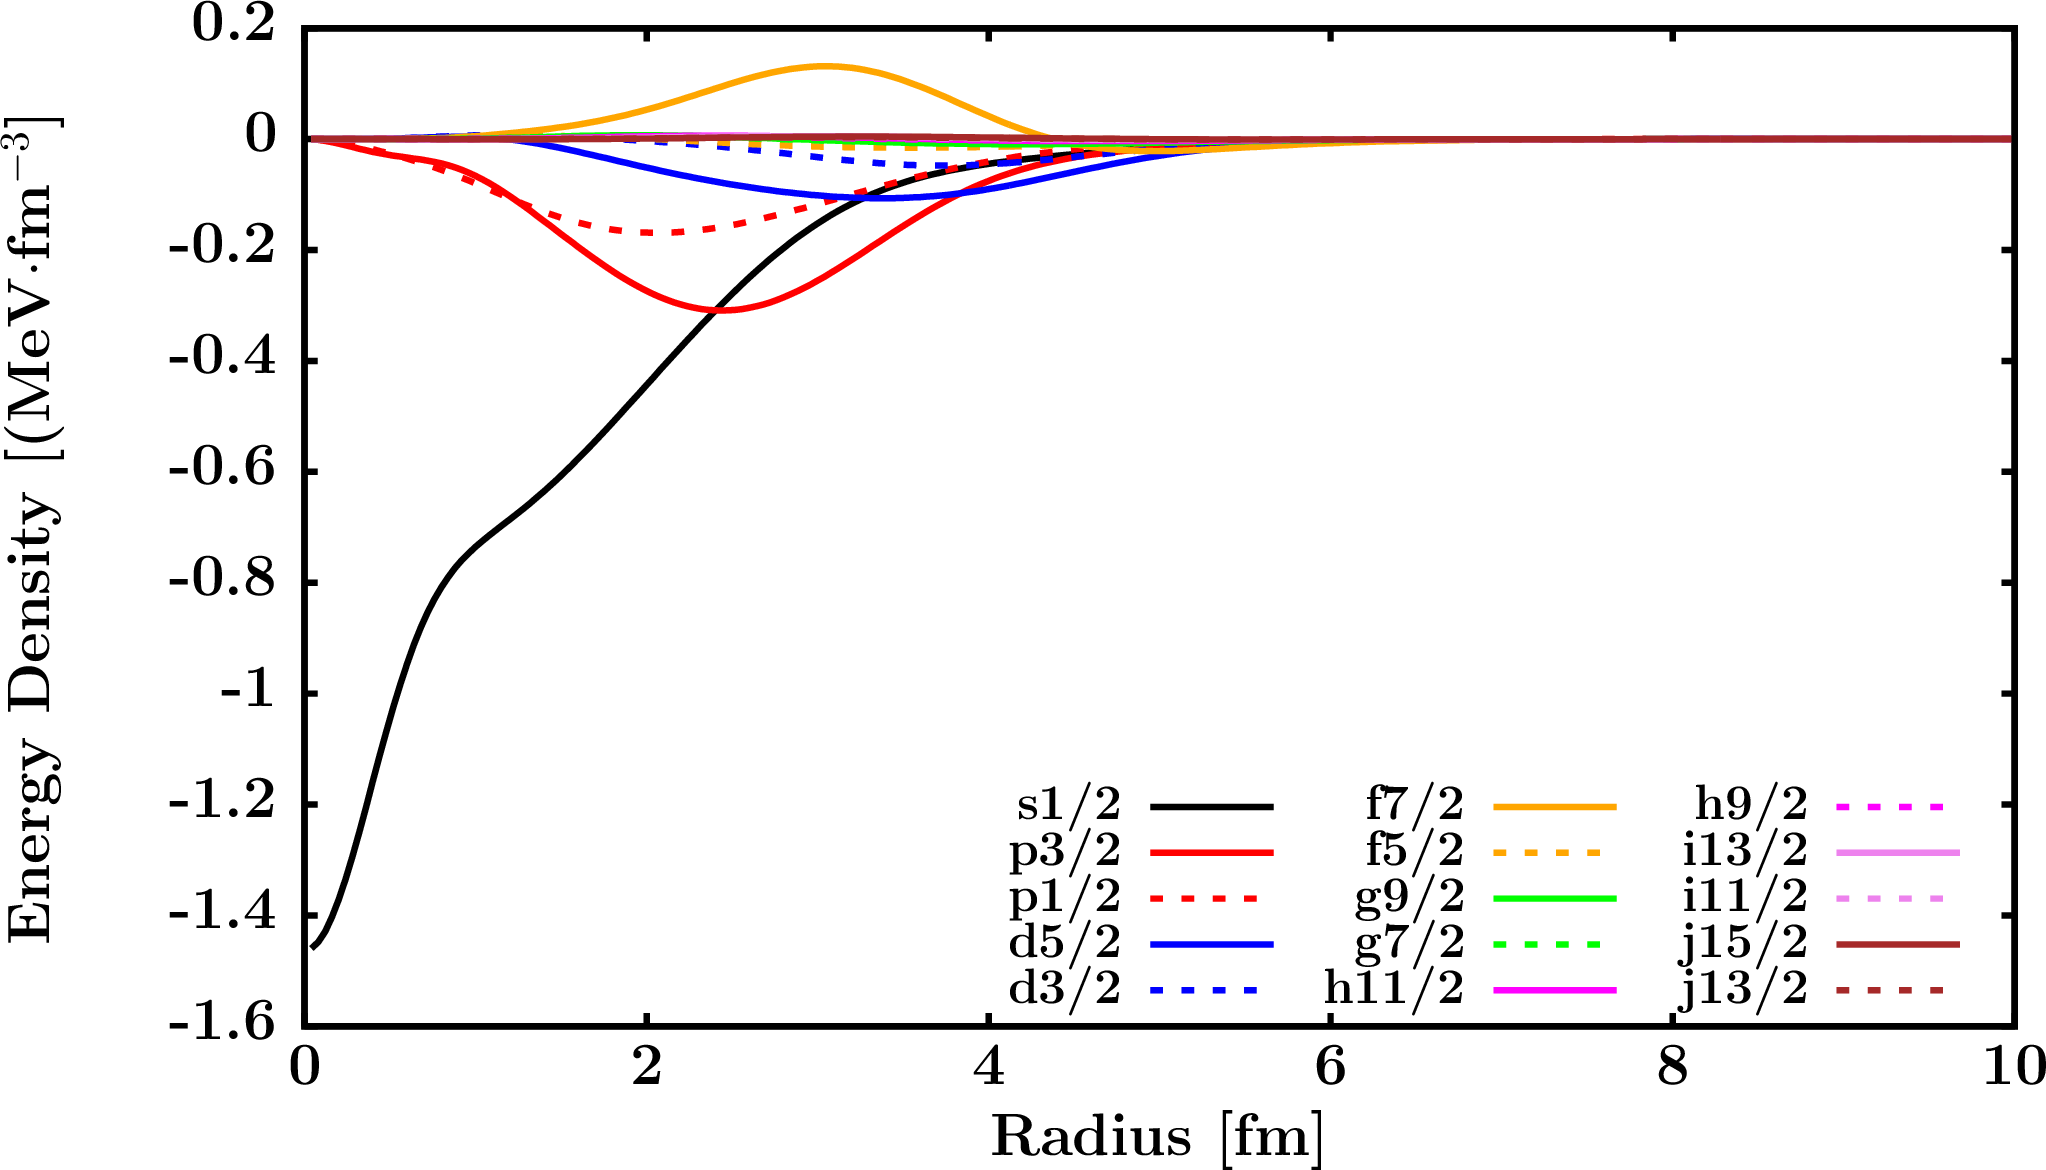 Energy Density [(MeV·fm⁻³]
0.2
0
-0.2
-0.4
-0.6
-0.8
-1
-1.2
-1.4
-1.6
0 2 4 6 8 10
Radius [fm]
s1/2 f7/2 h9/2
p3/2 f5/2 i13/2
p1/2 g9/2 i11/2
d5/2 g7/2 j15/2
d3/2 h11/2 j13/2